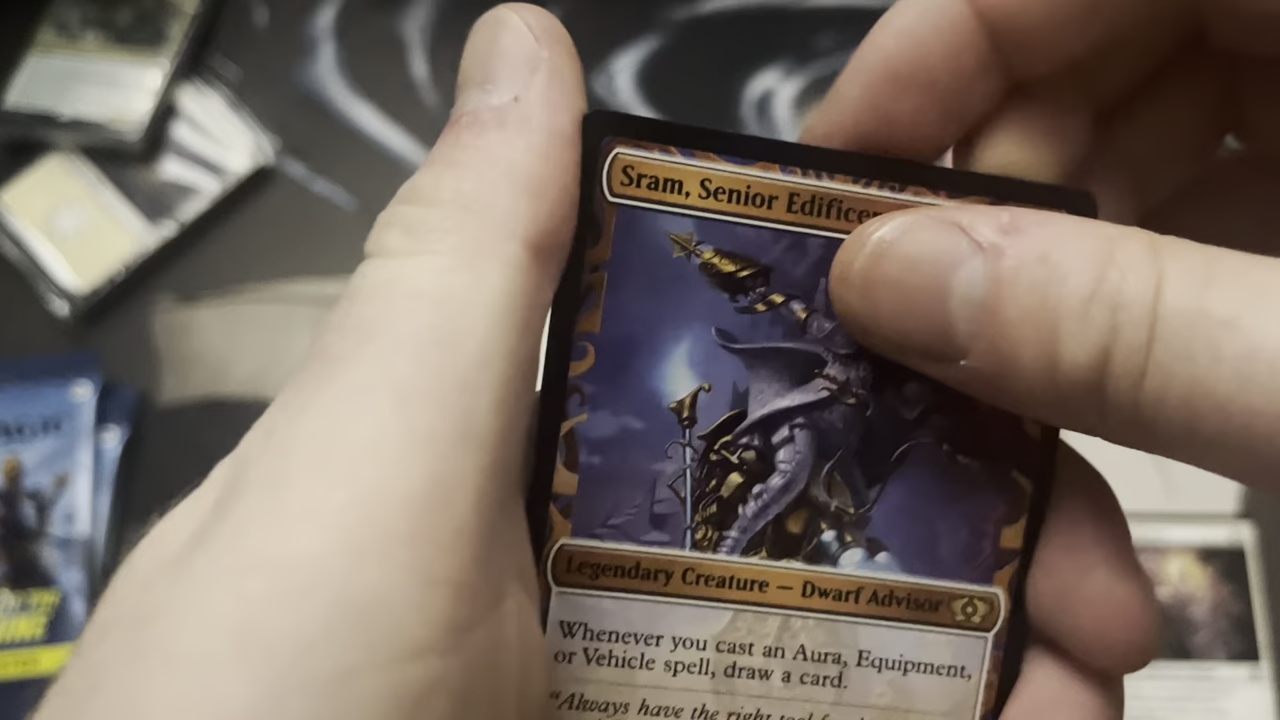 Sram, Senior Edificer
Legendary Creature — Dwarf Advisor
Whenever you cast an Aura, Equipment,
or Vehicle spell, draw a card.
"Always have the right tool